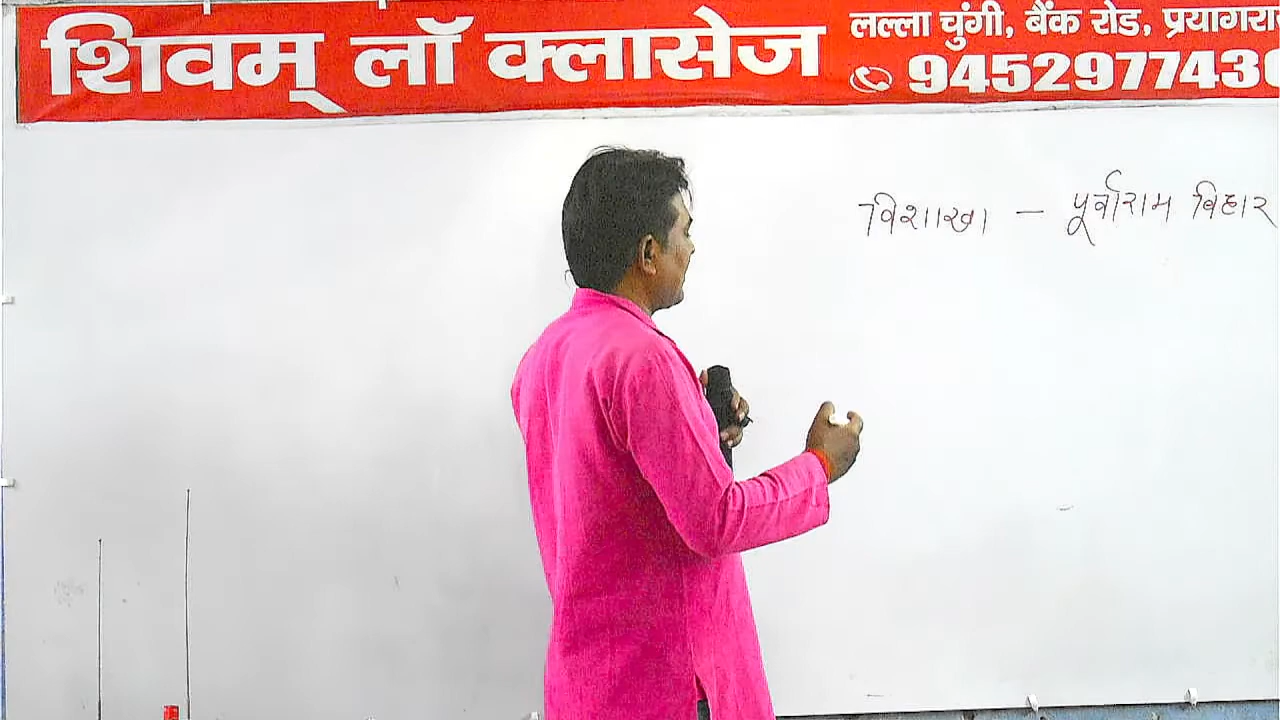 शिवम् लॉ क्लासेज
लल्ला चुंगी, बैंक रोड, प्रयागरा
945297743
विशाखा - पूर्वाराम विहार